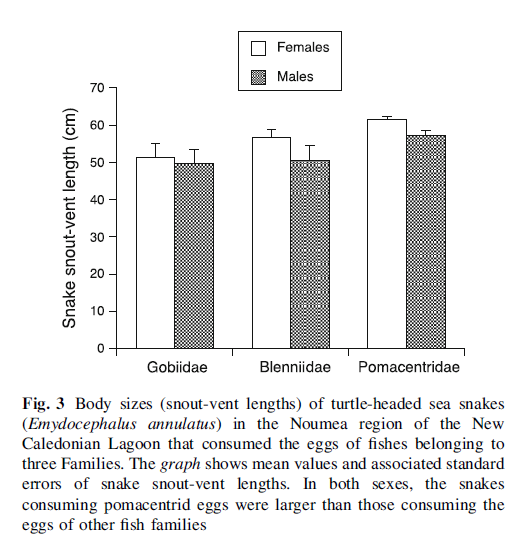 Females
Males
Snake snout-vent length (cm)
70
60
50
40
30
20
10
0
Gobiidae Blenniidae Pomacentridae
Fig. 3 Body sizes (snout-vent lengths) of turtle-headed sea snakes
(Emydocephalus annulatus) in the Noumea region of the New
Caledonian Lagoon that consumed the eggs of fishes belonging to
three Families. The graph shows mean values and associated standard
errors of snake snout-vent lengths. In both sexes, the snakes
consuming pomacentrid eggs were larger than those consuming the
eggs of other fish families